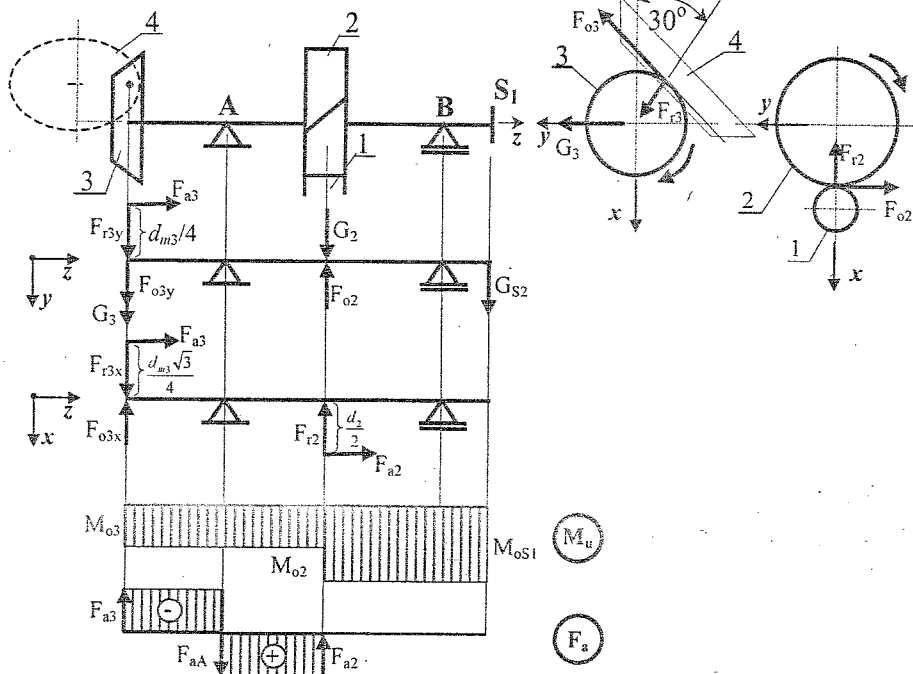 4
2
A
B
S1
z
1
3
Fa3
Fr3y
dm3/4
G2
z
y
Fo3y
G3
Fo2
GS2
Fa3
Fr3x
dm3√3/4
z
x
Fo3x
Fr2
d2/2
Fa2
Mo3
Mo2
MoS1
Mu
Fa3
-
FaA
+
Fa2
Fa
Fo3
30°
4
3
Fr3
y
G3
x
y
Fr2
2
Fo2
1
x